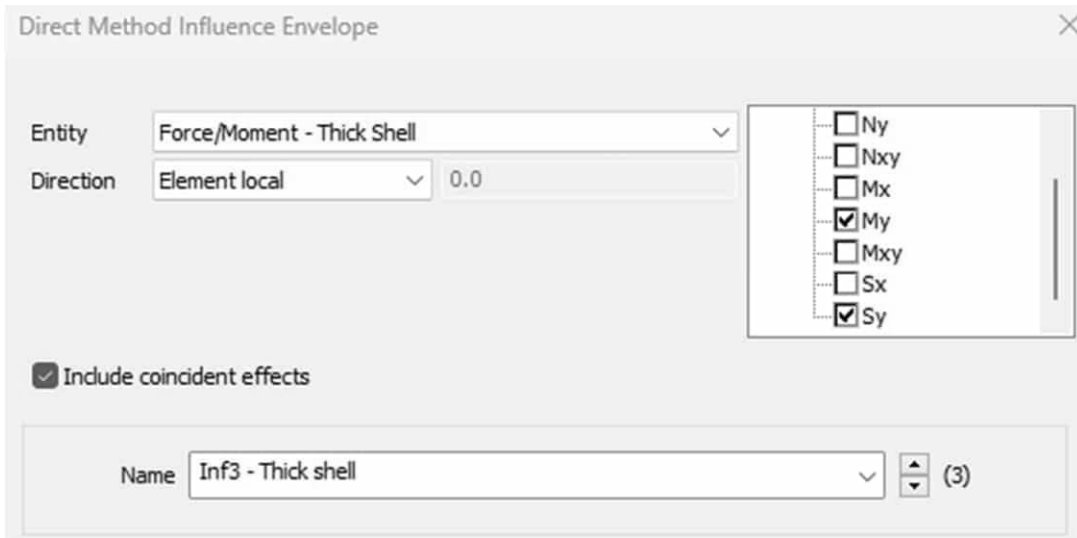 Direct Method Influence Envelope
Entity
Force/Moment - Thick Shell
Direction
Element local
0.0
Ny
Nxy
Mx
My
Mxy
Sx
Sy
Include coincident effects
Name
Inf3 - Thick shell
(3)